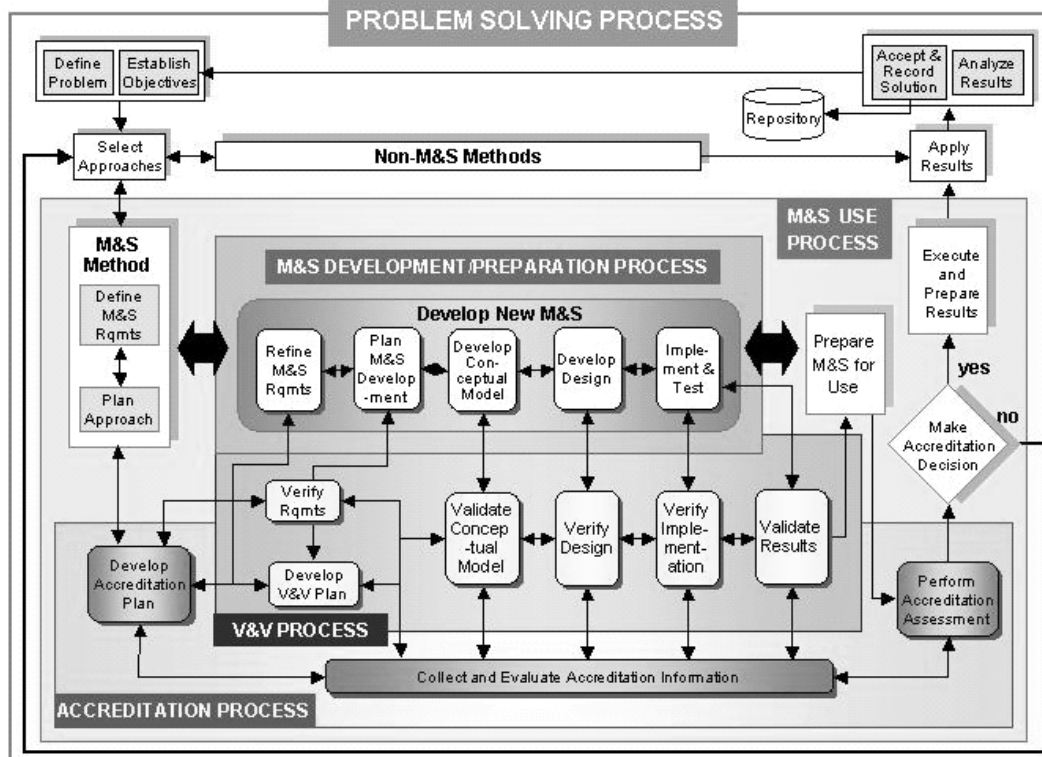 PROBLEM SOLVING PROCESS
Define
Problem
Establish
Objectives
Accept &
Record
Solution
Analyze
Results
Repository
Select
Approaches
Non-M&S Methods
Apply
Results
M&S USE
PROCESS
M&S
Method
Define
M&S
Rqmts
Plan
Approach
M&S DEVELOPMENT/PREPARATION PROCESS
Develop New M&S
Refine
M&S
Rqmts
Plan
M&S
Develop
-ment
Develop
Con-
ceptual
Model
Develop
Design
Imple-
ment &
Test
Prepare
M&S for
Use
Execute
and
Prepare
Results
yes
no
Make
Accreditation
Decision
Verify
Rqmts
Develop
V&V Plan
Validate
Concep
-tual
Model
Verify
Design
Verify
Imple-
ment-
ation
Validate
Results
Develop
Accreditation
Plan
Perform
Accreditation
Assessment
V&V PROCESS
Collect and Evaluate Accreditation Information
ACCREDITATION PROCESS